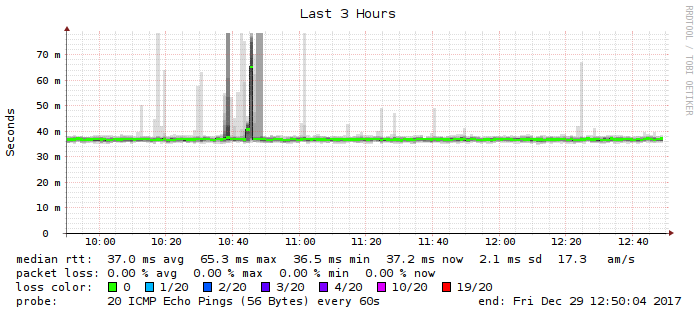 Last 3 Hours
RRDTOOL / TOBI OETIKER
Seconds
70 m
60 m
50 m
40 m
30 m
20 m
10 m
0
10:00 10:20 10:40 11:00 11:20 11:40 12:00 12:20 12:40
median rtt: 37.0 ms avg 65.3 ms max 36.5 ms min 37.2 ms now 2.1 ms sd 17.3 am/s
packet loss: 0.00 % avg 0.00 % max 0.00 % min 0.00 % now
loss color: 0 1/20 2/20 3/20 4/20 10/20 19/20
probe: 20 ICMP Echo Pings (56 Bytes) every 60s end: Fri Dec 29 12:50:04 2017